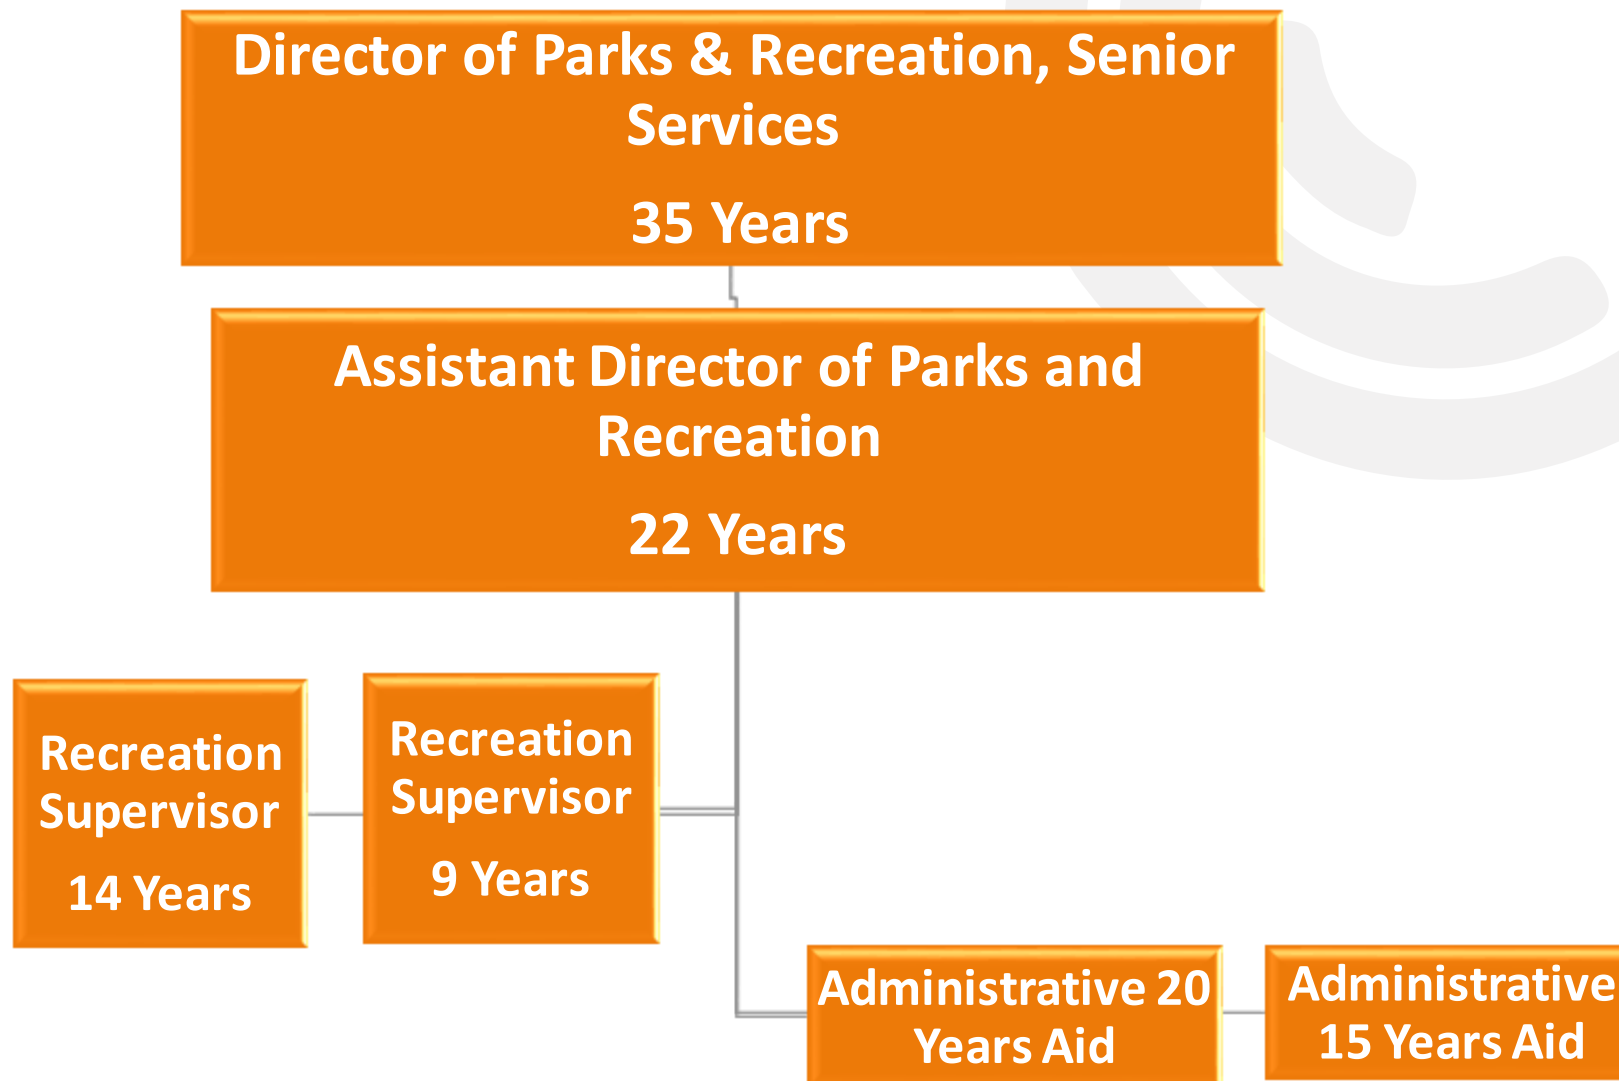 Director of Parks & Recreation, Senior
Services
35 Years
Assistant Director of Parks and
Recreation
22 Years
Recreation
Supervisor
14 Years
Recreation
Supervisor
9 Years
Administrative 20
Years Aid
Administrative
15 Years Aid